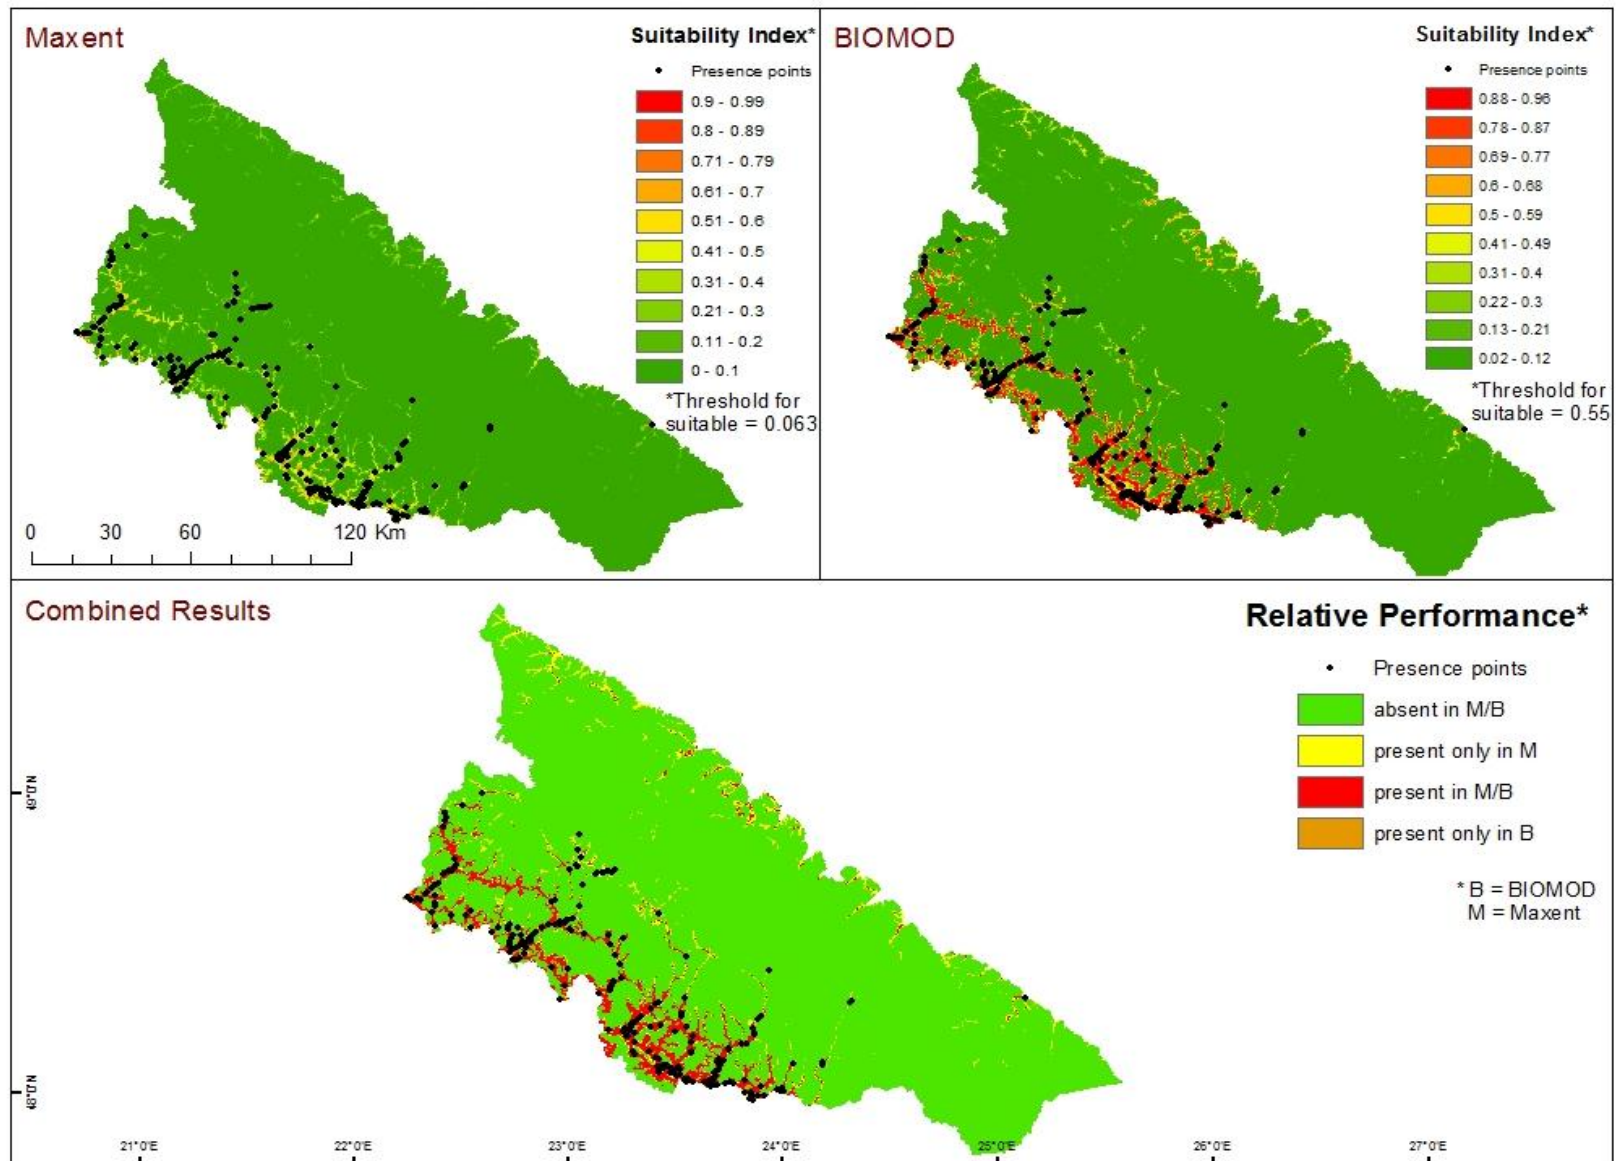 Maxent
Suitability Index*
Presence points
0.9 - 0.99
0.8 - 0.89
0.71 - 0.79
0.61 - 0.7
0.51 - 0.6
0.41 - 0.5
0.31 - 0.4
0.21 - 0.3
0.11 - 0.2
0 - 0.1
*Threshold for
suitable = 0.063
0 30 60 120 Km
BIOMOD
Suitability Index*
Presence points
0.88 - 0.96
0.78 - 0.87
0.69 - 0.77
0.6 - 0.68
0.5 - 0.59
0.41 - 0.49
0.31 - 0.4
0.22 - 0.3
0.13 - 0.21
0.02 - 0.12
*Threshold for
suitable = 0.55
Combined Results
Relative Performance*
Presence points
absent in M/B
present only in M
present in M/B
present only in B
* B = BIOMOD
M = Maxent
49°0'N
48°0'N
21°0'E 22°0'E 23°0'E 24°0'E 25°0'E 26°0'E 27°0'E